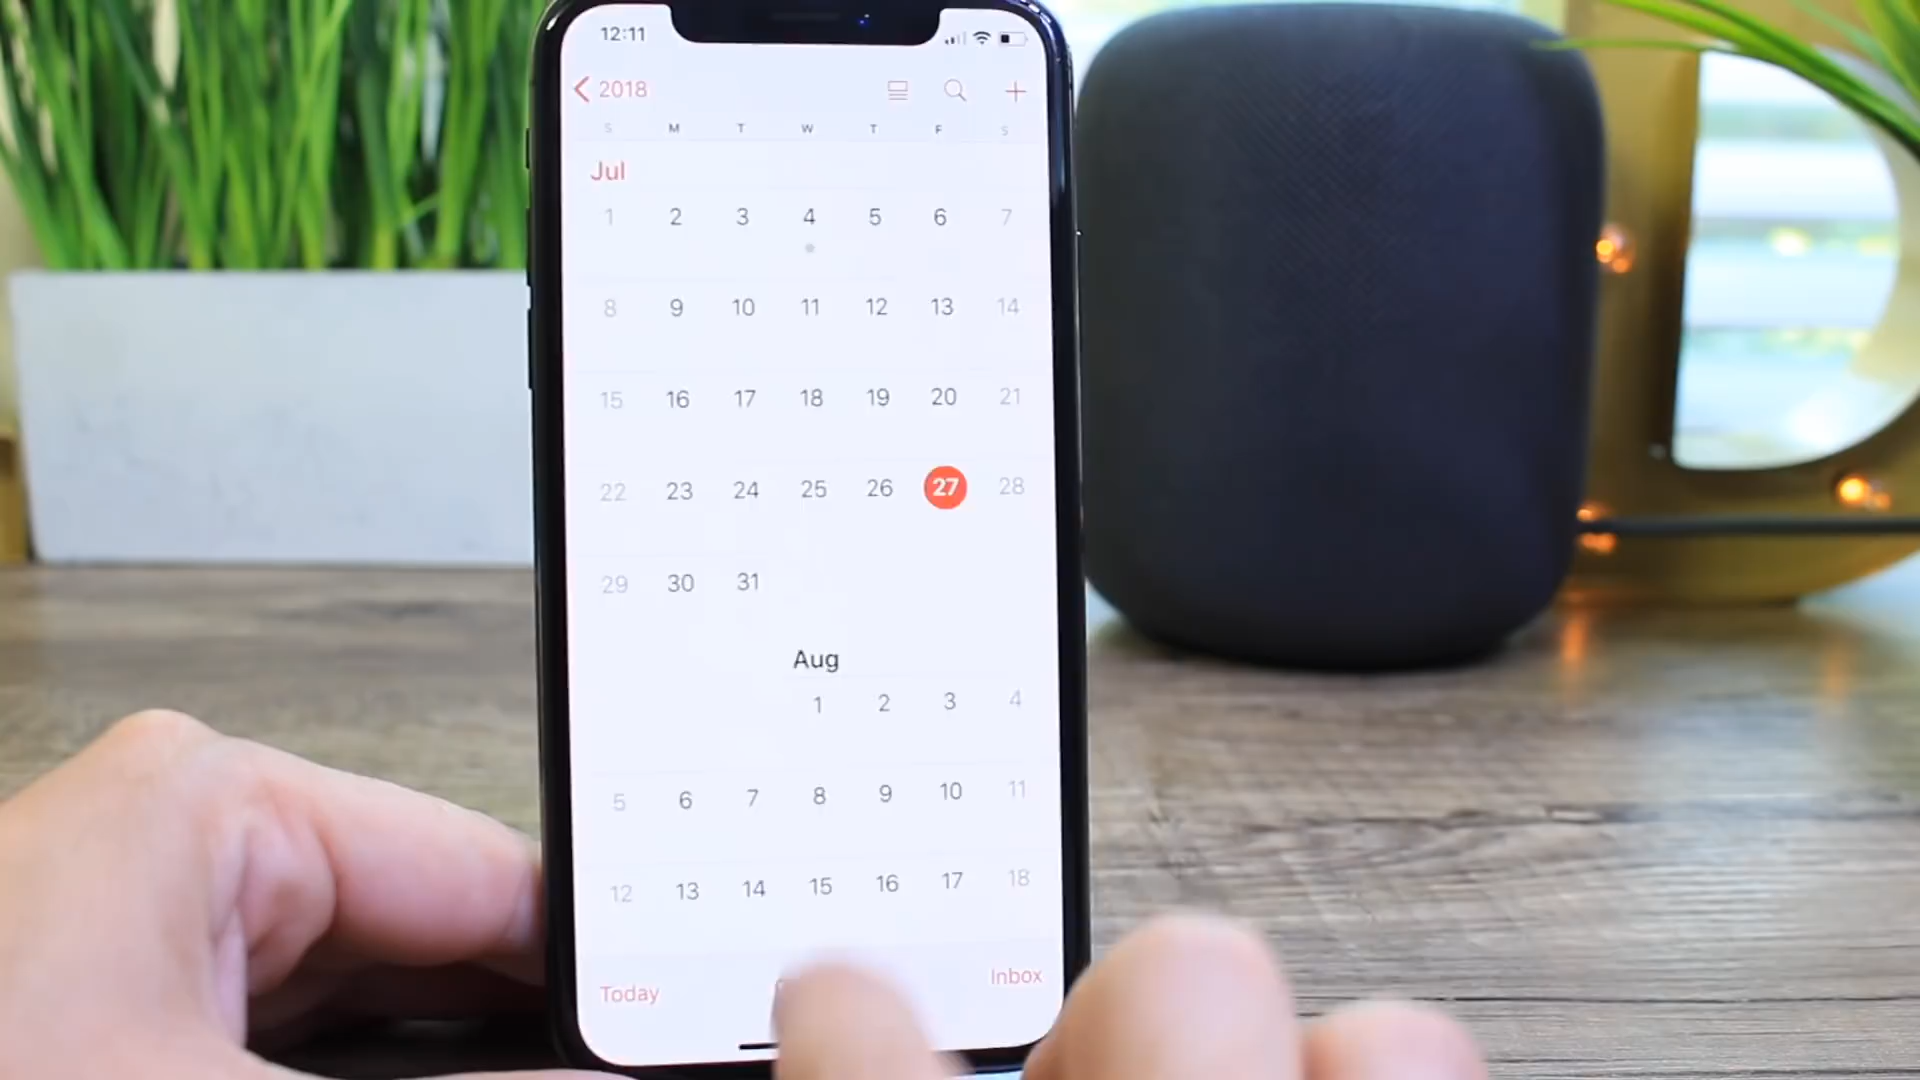 12:11
2018
S M T W T F S
Jul
1 2 3 4 5 6 7
8 9 10 11 12 13 14
15 16 17 18 19 20 21
22 23 24 25 26 27 28
29 30 31
Aug
1 2 3 4
5 6 7 8 9 10 11
12 13 14 15 16 17 18
Today Inbox